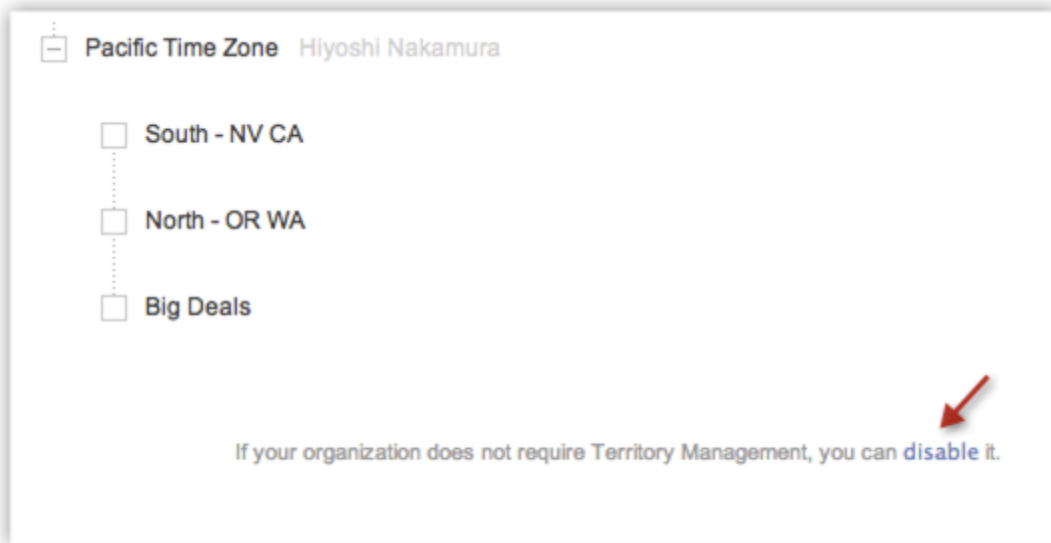 Pacific Time Zone Hiyoshi Nakamura
South - NV CA
North - OR WA
Big Deals
If your organization does not require Territory Management, you can disable it.